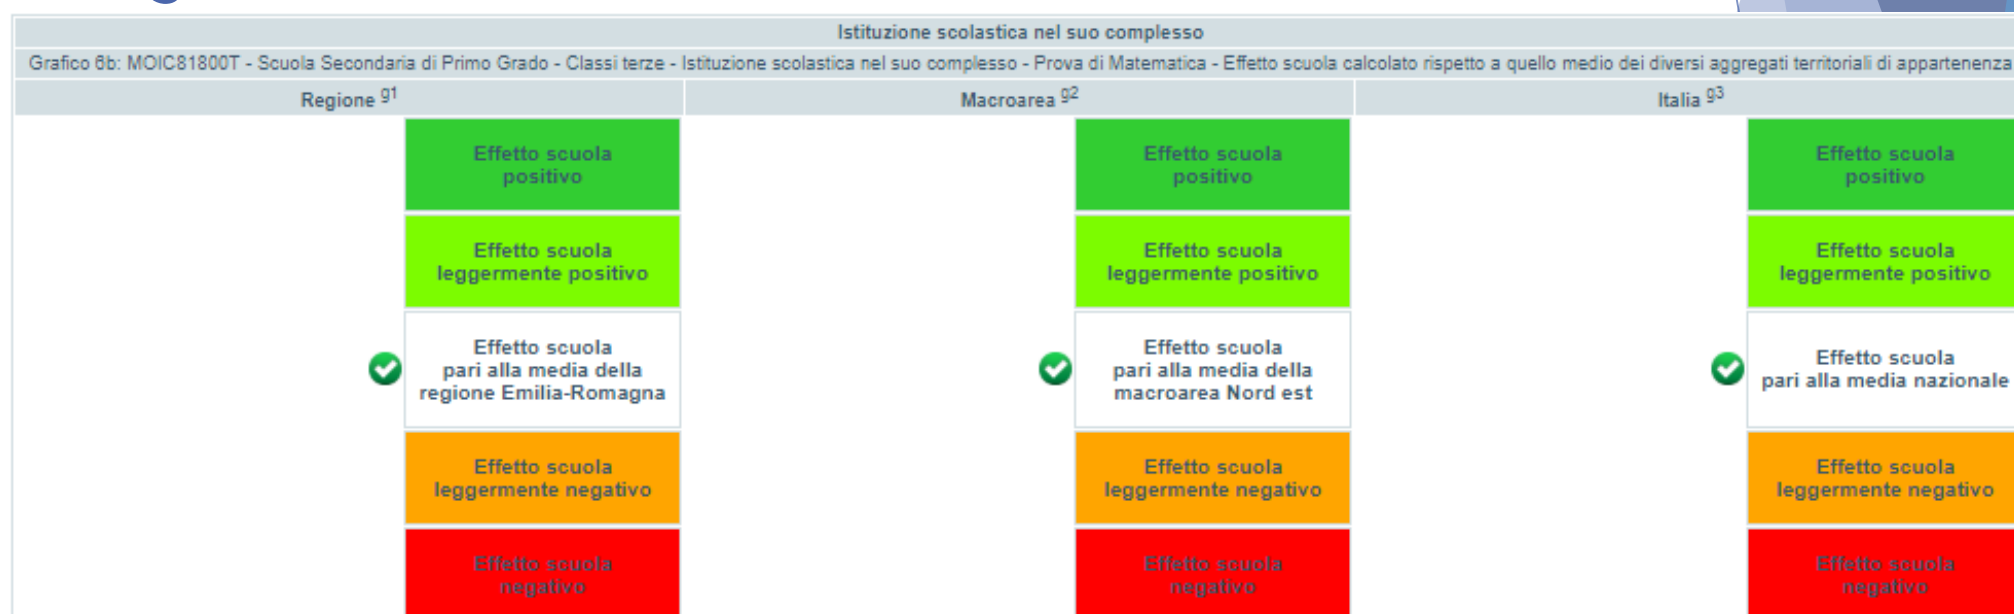 Istituzione scolastica nel suo complesso
Grafico 6b: MOIC81800T - Scuola Secondaria di Primo Grado - Classi terze - Istituzione scolastica nel suo complesso - Prova di Matematica - Effetto scuola calcolato rispetto a quello medio dei diversi aggregati territoriali di appartenenza
Regione g1
Macroarea g2
Italia g3
Effetto scuola
positivo
Effetto scuola
leggermente positivo
Effetto scuola
pari alla media della
regione Emilia-Romagna
Effetto scuola
leggermente negativo
Effetto scuola
negativo
Effetto scuola
positivo
Effetto scuola
leggermente positivo
Effetto scuola
pari alla media della
macroarea Nord est
Effetto scuola
leggermente negativo
Effetto scuola
negativo
Effetto scuola
positivo
Effetto scuola
leggermente positivo
Effetto scuola
pari alla media nazionale
Effetto scuola
leggermente negativo
Effetto scuola
negativo